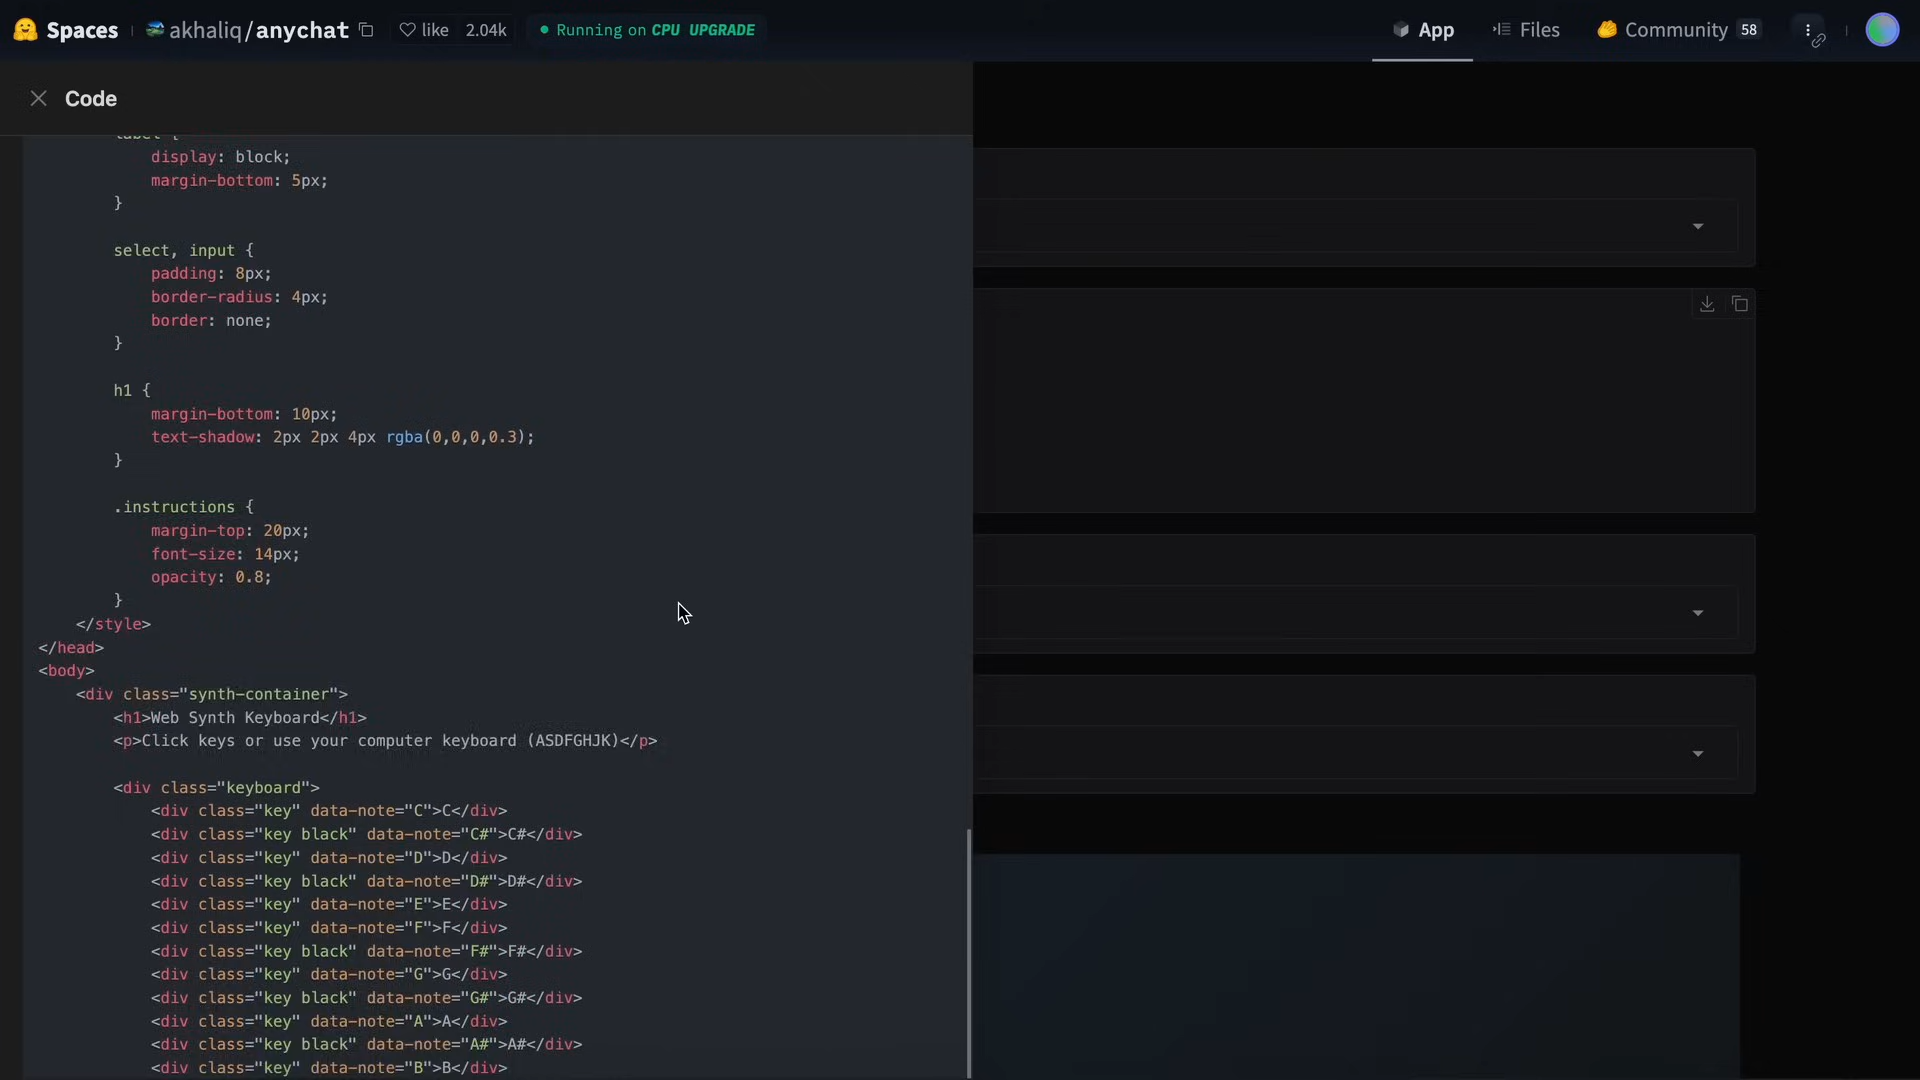 Spaces akhaliq/anychat like 2.04k Running on CPU UPGRADE App Files Community 58
Code
label {
display: block;
margin-bottom: 5px;
}
select, input {
padding: 8px;
border-radius: 4px;
border: none;
}
h1 {
margin-bottom: 10px;
text-shadow: 2px 2px 4px rgba(0,0,0,0.3);
}
.instructions {
margin-top: 20px;
font-size: 14px;
opacity: 0.8;
}
</style>
</head>
<body>
<div class="synth-container">
<h1>Web Synth Keyboard</h1>
<p>Click keys or use your computer keyboard (ASDFGHJK)</p>
<div class="keyboard">
<div class="key" data-note="C">C</div>
<div class="key black" data-note="C#">C#</div>
<div class="key" data-note="D">D</div>
<div class="key black" data-note="D#">D#</div>
<div class="key" data-note="E">E</div>
<div class="key" data-note="F">F</div>
<div class="key black" data-note="F#">F#</div>
<div class="key" data-note="G">G</div>
<div class="key black" data-note="G#">G#</div>
<div class="key" data-note="A">A</div>
<div class="key black" data-note="A#">A#</div>
<div class="key" data-note="B">B</div>